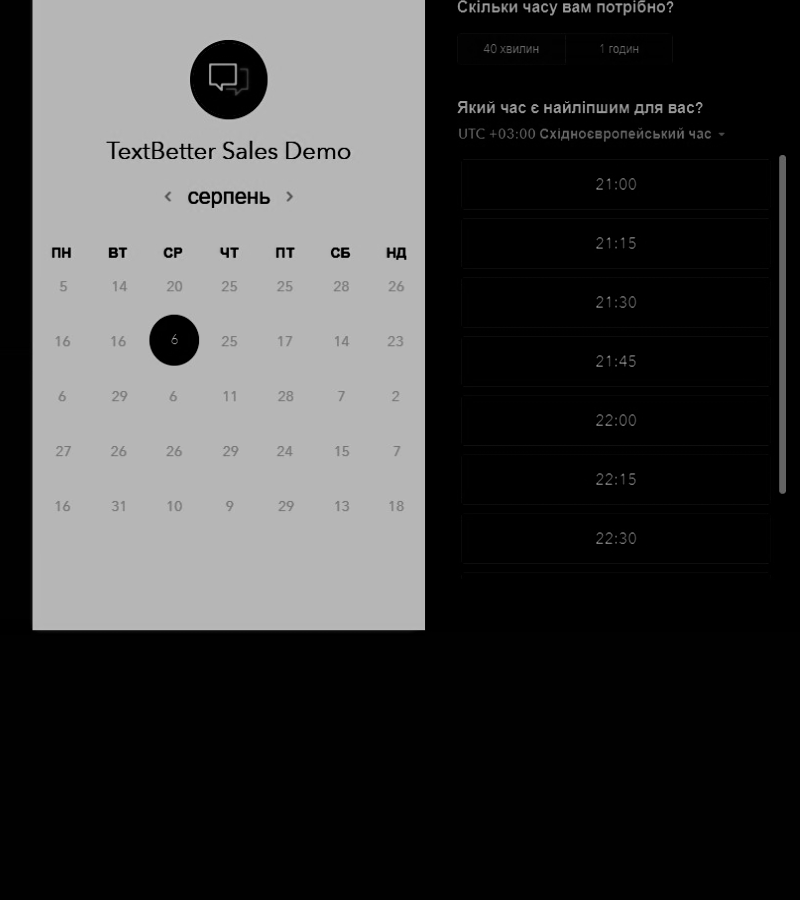 TextBetter Sales Demo
серпень
ПН ВТ СР ЧТ ПТ СБ НД
5 14 20 25 25 28 26
16 16 6 25 17 14 23
6 29 6 11 28 7 2
27 26 26 29 24 15 7
16 31 10 9 29 13 18
Скільки часу вам потрібно?
40 хвилин 1 годин
Який час є найліпшим для вас?
UTC +03:00 Східноєвропейський час
21:00
21:15
21:30
21:45
22:00
22:15
22:30